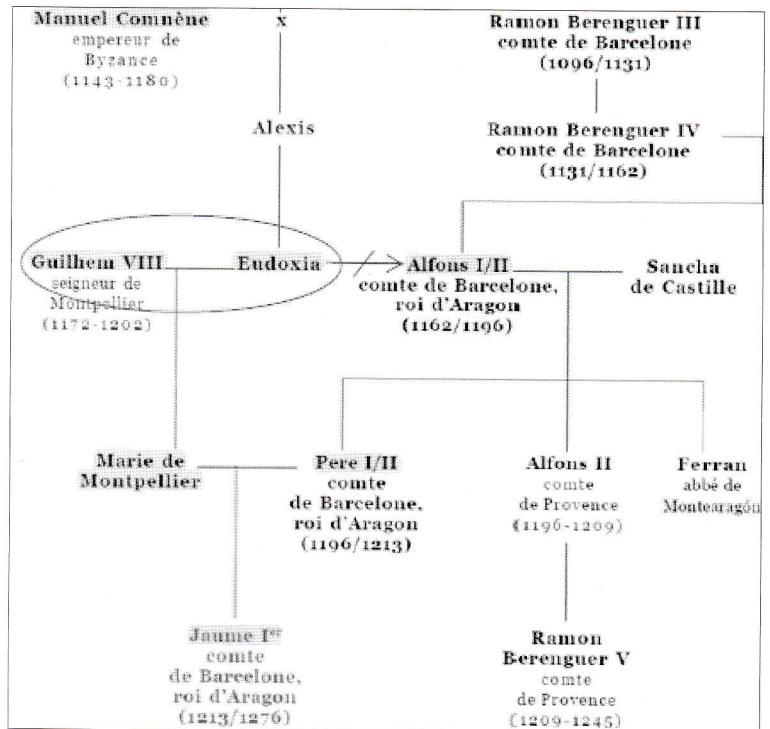 Manuel Comnène
empereur de
Byzance
(1143-1180)
x
Ramon Berenguer III
comte de Barcelone
(1096/1131)
Alexis
Ramon Berenguer IV
comte de Barcelone
(1131/1162)
Guilhem VIII
seigneur de
Montpellier
(1172-1202)
Eudoxia
Alfons I/II
comte de Barcelone,
roi d'Aragon
(1162/1196)
Sancha
de Castille
Marie de
Montpellier
Pere I/II
comte
de Barcelone,
roi d'Aragon
(1196/1213)
Alfons II
comte
de Provence
(1196-1209)
Ferran
abbé de
Montearagón
Jaume Ier
comte
de Barcelone,
roi d'Aragon
(1213/1276)
Ramon
Berenguer V
comte
de Provence
(1209-1245)